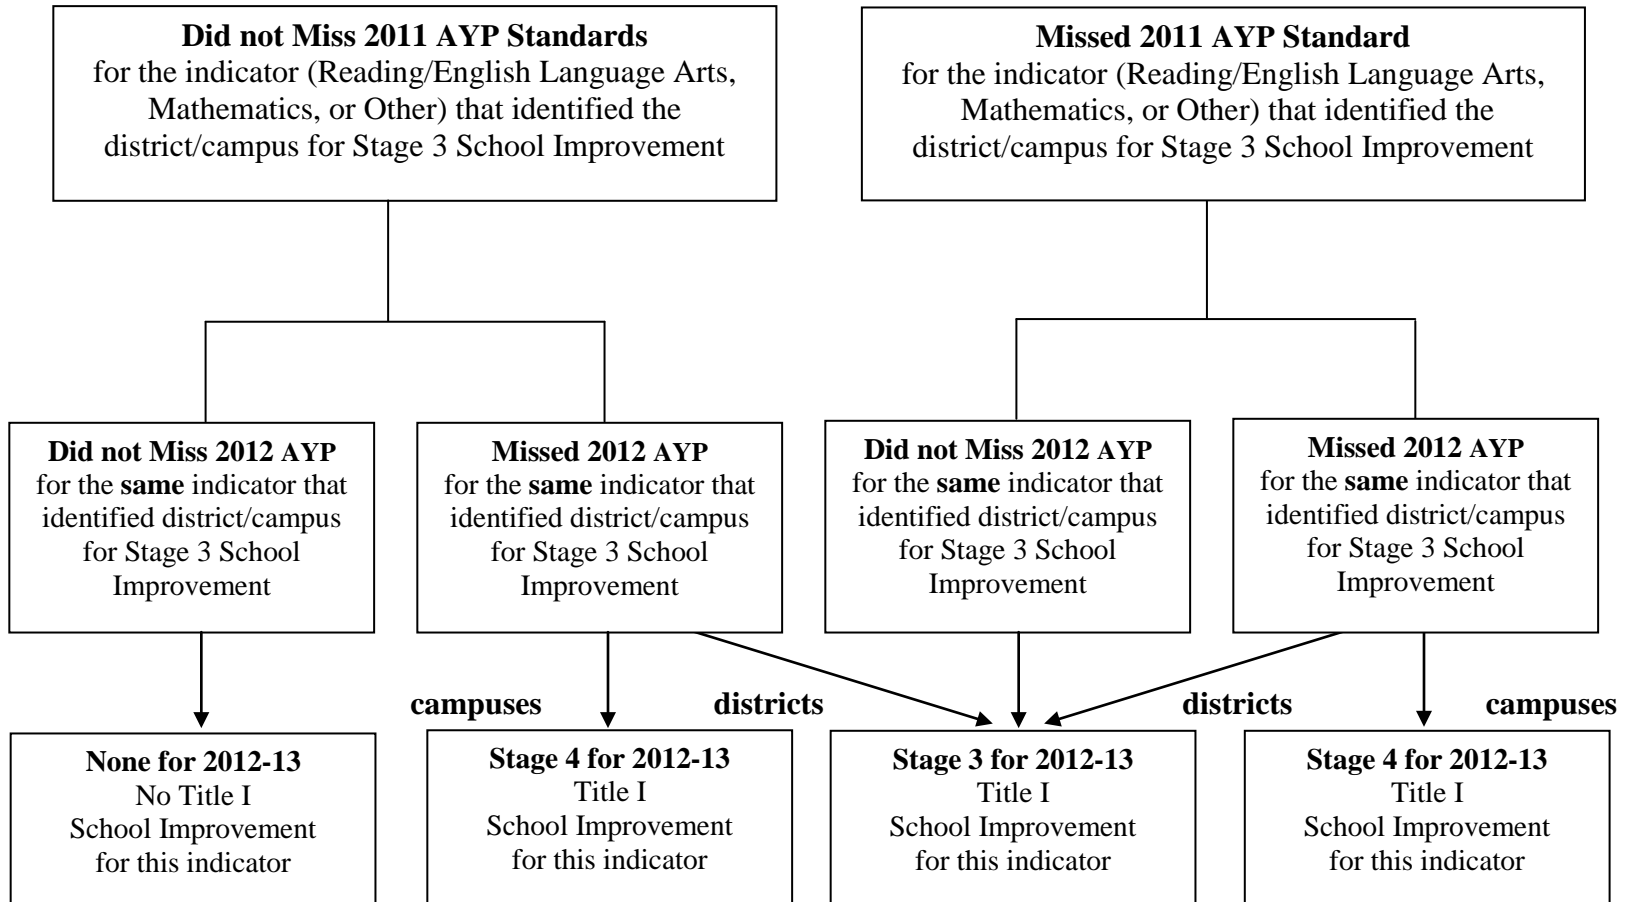 Did not Miss 2011 AYP Standards
for the indicator (Reading/English Language Arts,
Mathematics, or Other) that identified the
district/campus for Stage 3 School Improvement
Missed 2011 AYP Standard
for the indicator (Reading/English Language Arts,
Mathematics, or Other) that identified the
district/campus for Stage 3 School Improvement
Did not Miss 2012 AYP
for the same indicator that
identified district/campus
for Stage 3 School
Improvement
Missed 2012 AYP
for the same indicator that
identified district/campus
for Stage 3 School
Improvement
Did not Miss 2012 AYP
for the same indicator that
identified district/campus
for Stage 3 School
Improvement
Missed 2012 AYP
for the same indicator that
identified district/campus
for Stage 3 School
Improvement
campuses
districts
districts
campuses
None for 2012-13
No Title I
School Improvement
for this indicator
Stage 4 for 2012-13
Title I
School Improvement
for this indicator
Stage 3 for 2012-13
Title I
School Improvement
for this indicator
Stage 4 for 2012-13
Title I
School Improvement
for this indicator